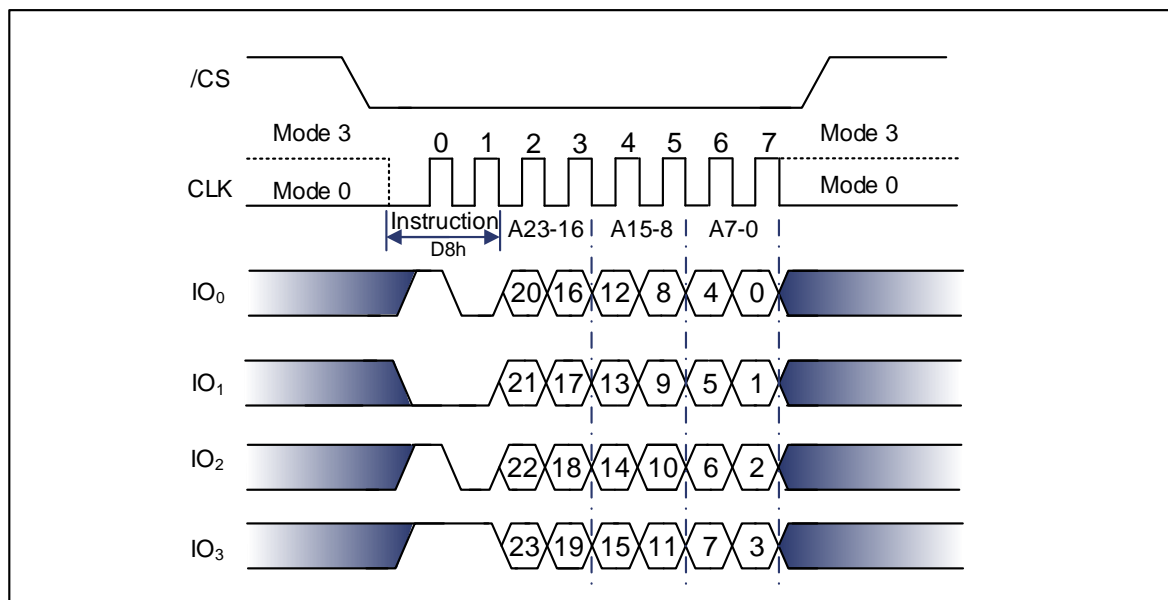 /CS
Mode 3 0 1 2 3 4 5 6 7 Mode 3
CLK Mode 0 Mode 0
Instruction A23-16 A15-8 A7-0
D8h
IO0 20 16 12 8 4 0
IO1 21 17 13 9 5 1
IO2 22 18 14 10 6 2
IO3 23 19 15 11 7 3